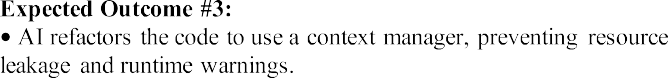 Expected Outcome #3:
• AI refactors the code to use a context manager, preventing resource
leakage and runtime warnings.